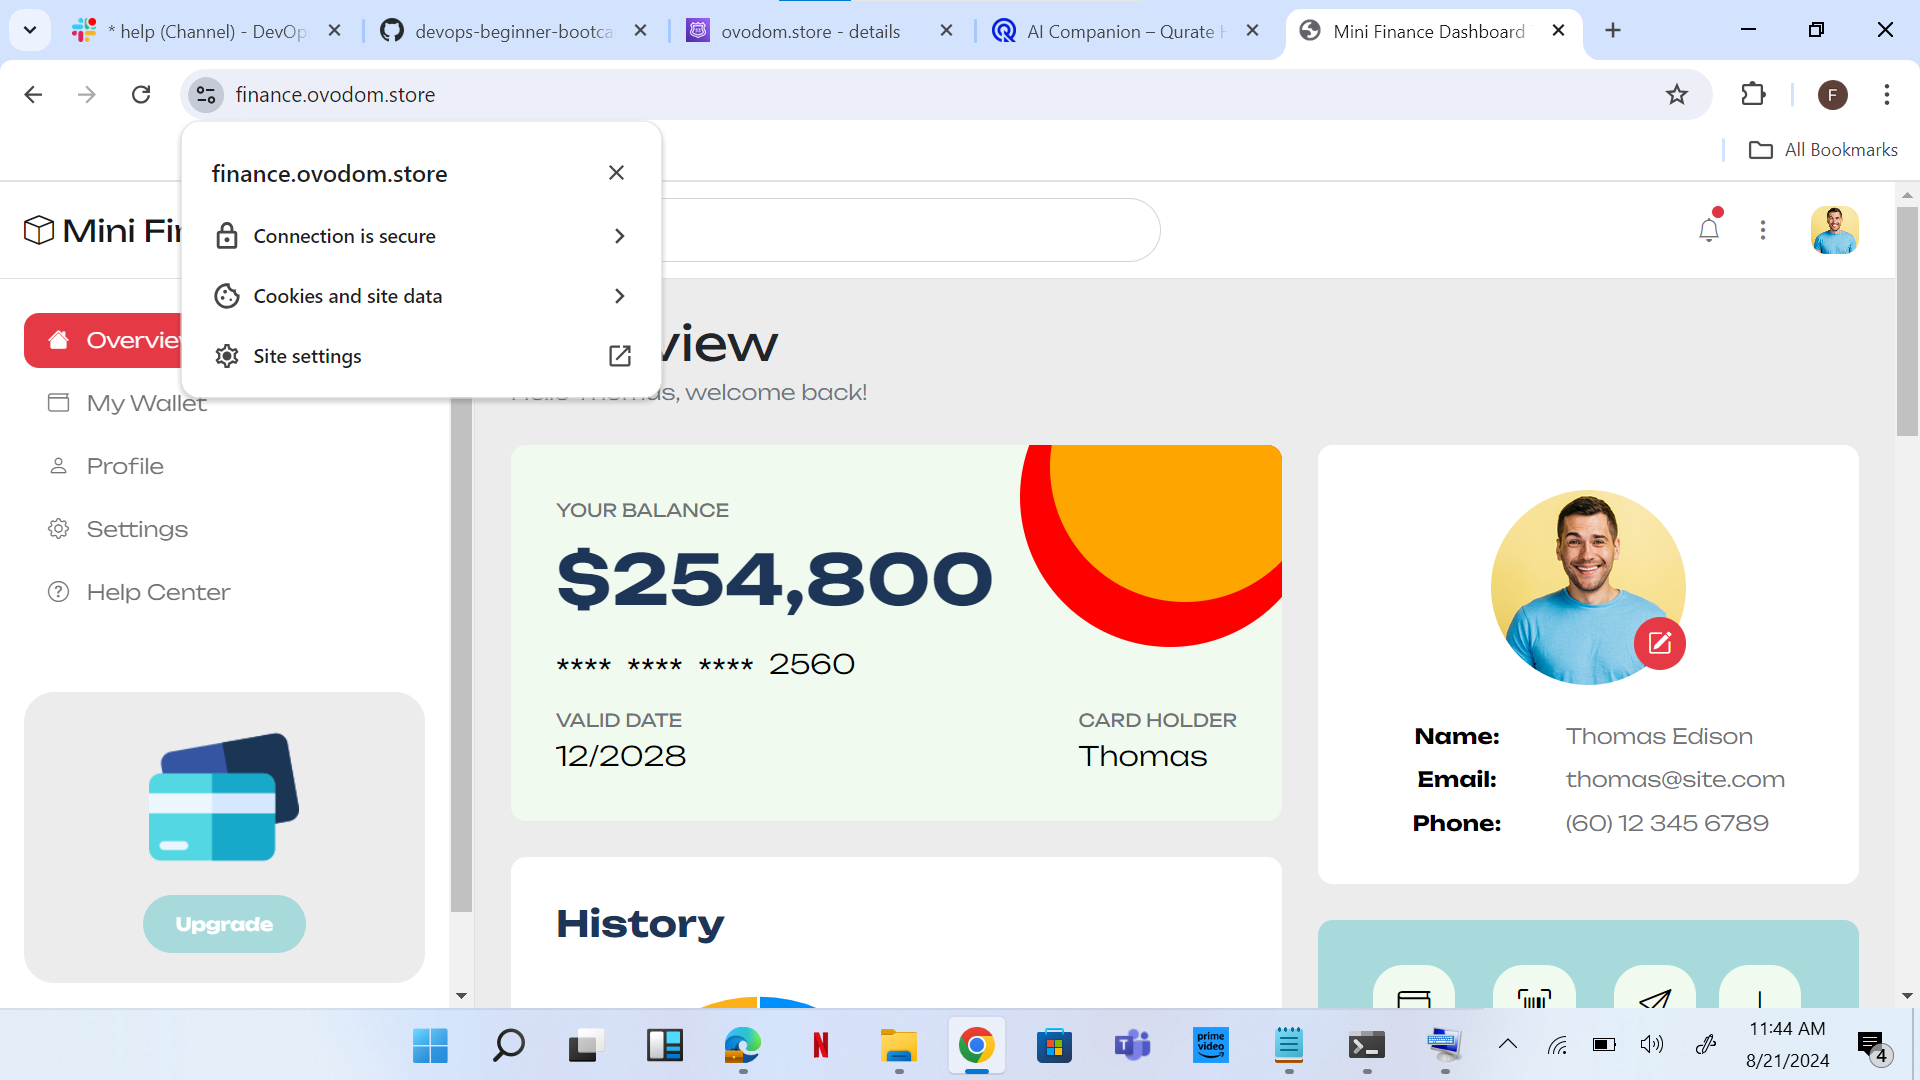 * help (Channel) - DevOp
devops-beginner-bootca
ovodom.store - details
AI Companion – Qurate
Mini Finance Dashboard
finance.ovodom.store
F
All Bookmarks
finance.ovodom.store
Connection is secure
Cookies and site data
Site settings
Mini Fi
Overvie
My Wallet
Profile
Settings
Help Center
Upgrade
view
Hello Thomas, welcome back!
YOUR BALANCE
$254,800
**** **** **** 2560
VALID DATE
12/2028
CARD HOLDER
Thomas
Name: Thomas Edison
Email: thomas@site.com
Phone: (60) 12 345 6789
History
N
prime video
11:44 AM
8/21/2024
4